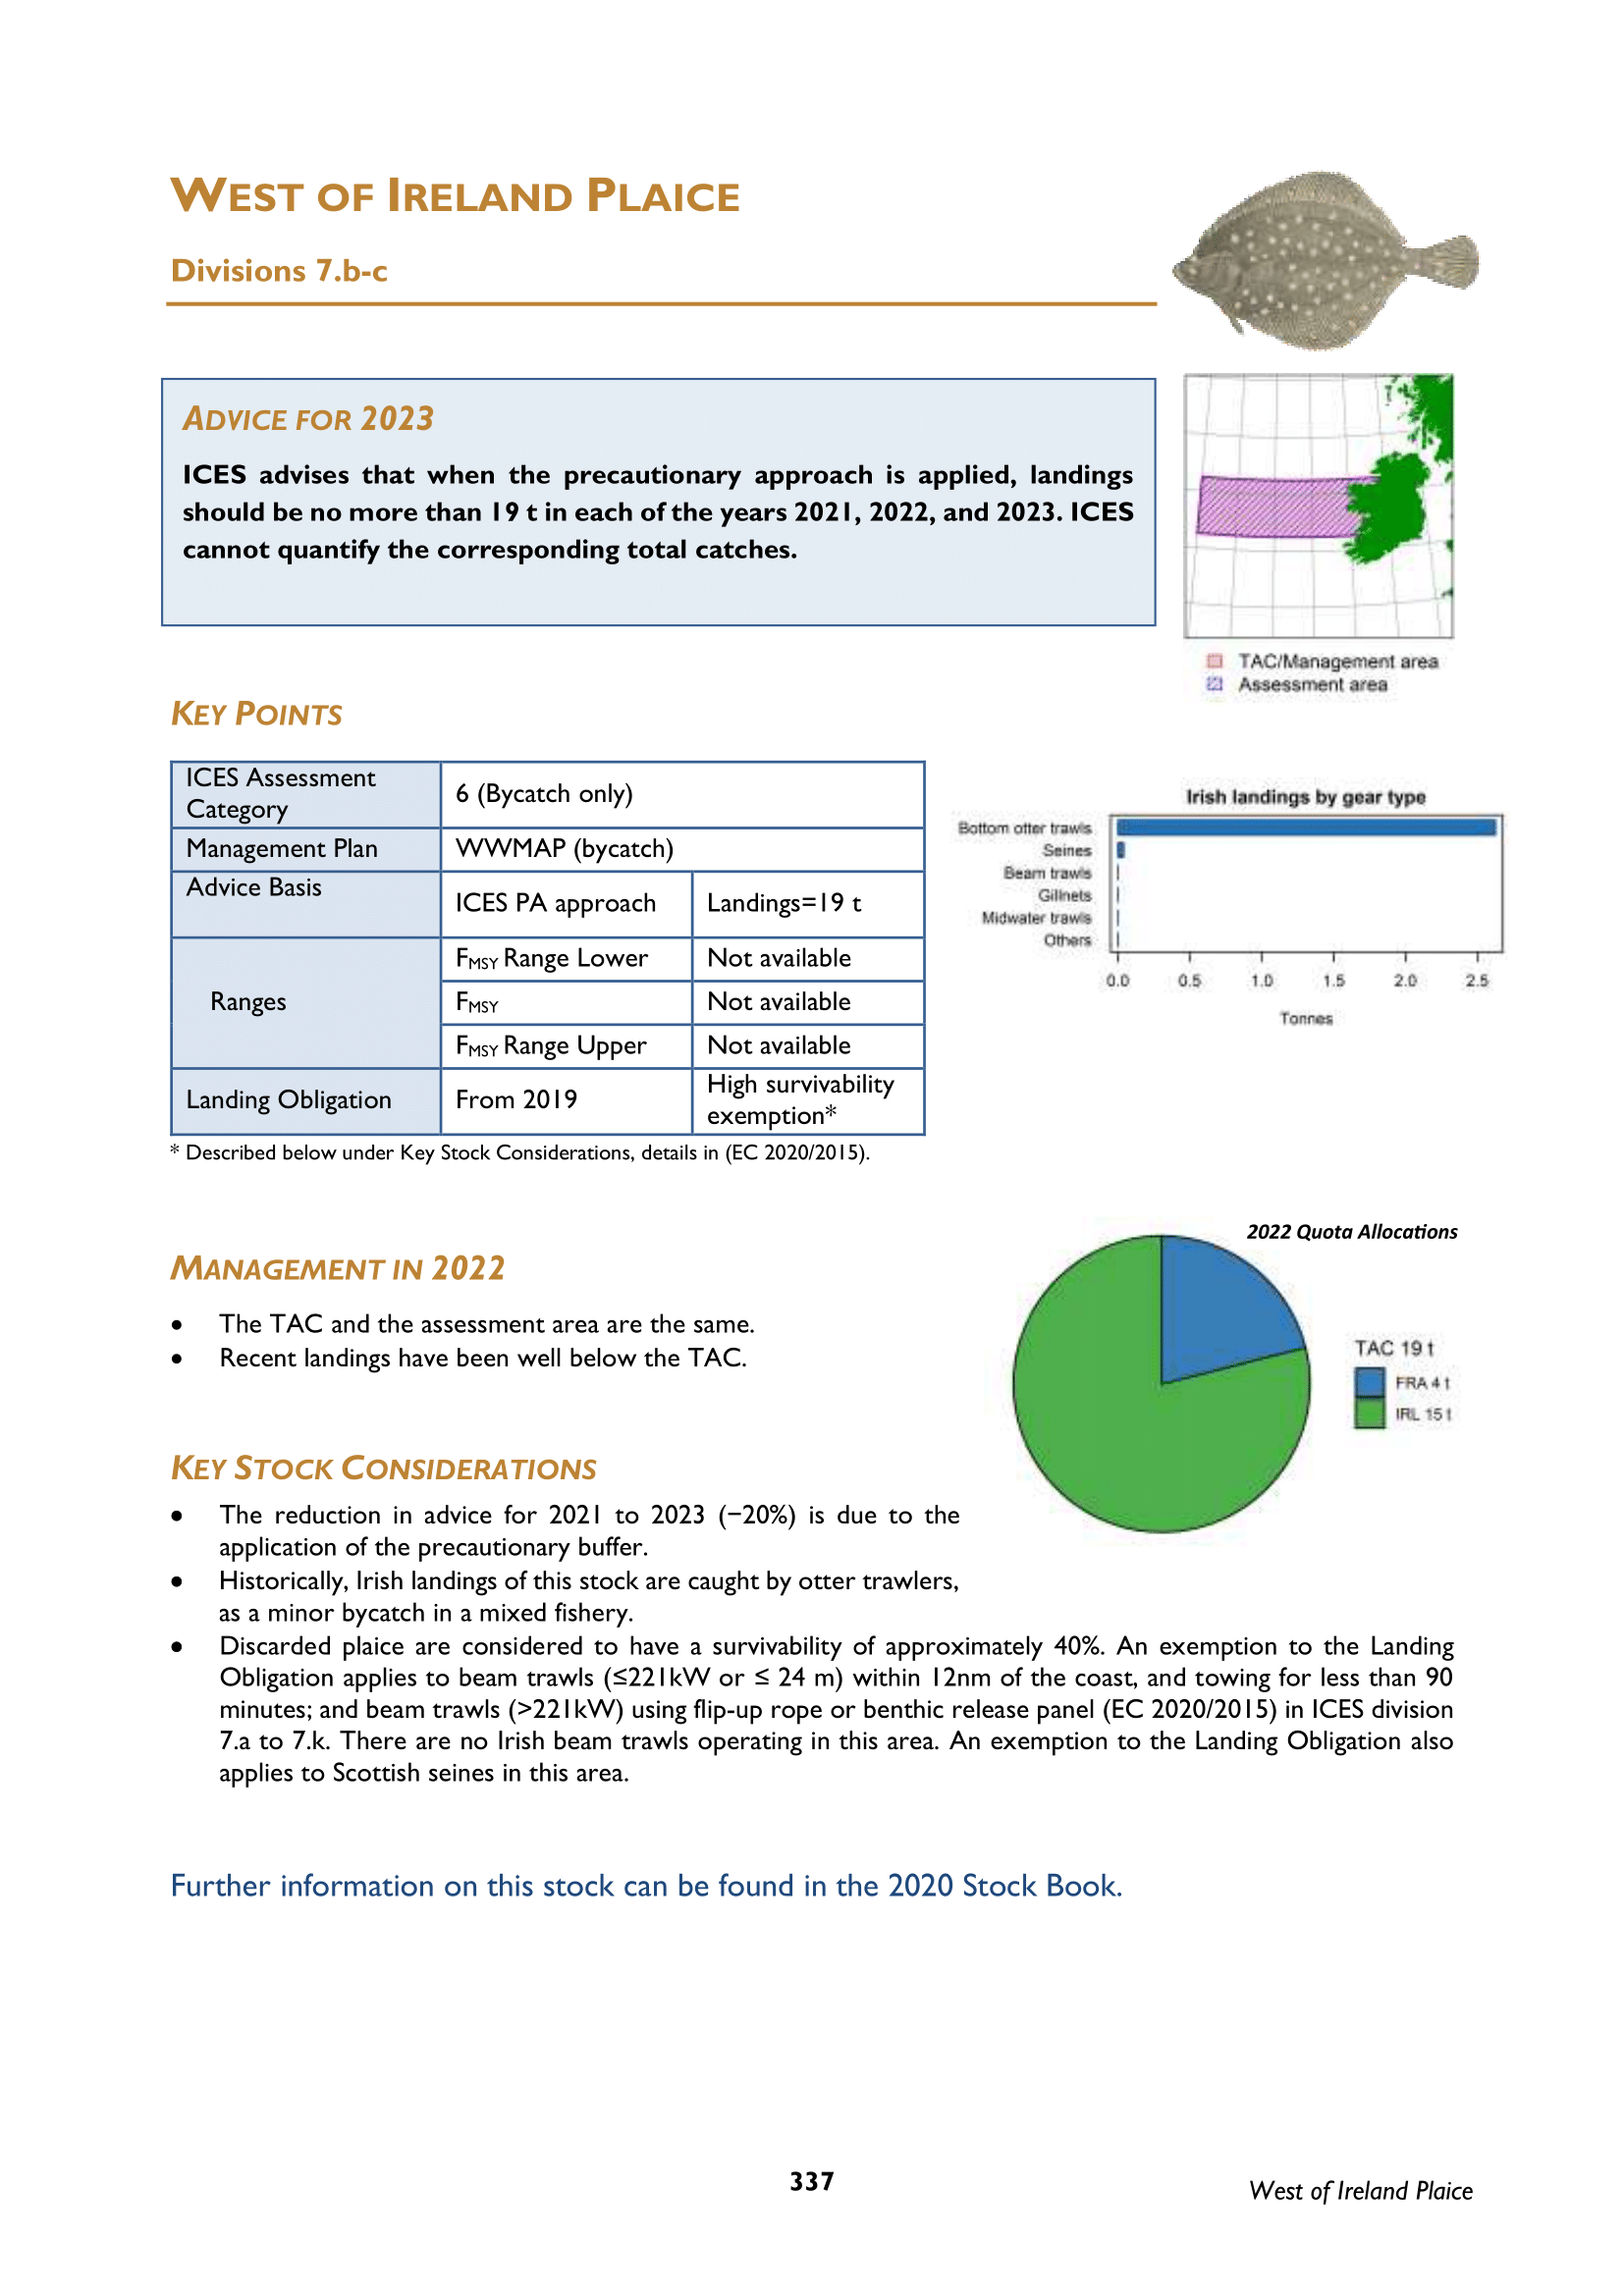 WEST OF IRELAND PLAICE
Divisions 7.b-c
ADVICE FOR 2023
ICES advises that when the precautionary approach is applied, landings
should be no more than 19 t in each of the years 2021, 2022, and 2023. ICES
cannot quantify the corresponding total catches.
TAC/Management area
Assessment area
KEY POINTS
ICES Assessment
Category
6 (Bycatch only)
Management Plan
WWMAP (bycatch)
Advice Basis
ICES PA approach
Landings=19 t
Ranges
FMSY Range Lower
Not available
FMSY
Not available
FMSY Range Upper
Not available
Landing Obligation
From 2019
High survivability
exemption*
* Described below under Key Stock Considerations, details in (EC 2020/2015).
Irish landings by gear type
Bottom otter trawls
Seines
Beam trawls
Gillnets
Midwater trawls
Others
0.0 0.5 1.0 1.5 2.0 2.5
Tonnes
MANAGEMENT IN 2022
• The TAC and the assessment area are the same.
• Recent landings have been well below the TAC.
2022 Quota Allocations
TAC 19 t
FRA 4 t
IRL 15 t
KEY STOCK CONSIDERATIONS
• The reduction in advice for 2021 to 2023 (−20%) is due to the
application of the precautionary buffer.
• Historically, Irish landings of this stock are caught by otter trawlers,
as a minor bycatch in a mixed fishery.
• Discarded plaice are considered to have a survivability of approximately 40%. An exemption to the Landing
Obligation applies to beam trawls (≤221kW or ≤ 24 m) within 12nm of the coast, and towing for less than 90
minutes; and beam trawls (>221kW) using flip-up rope or benthic release panel (EC 2020/2015) in ICES division
7.a to 7.k. There are no Irish beam trawls operating in this area. An exemption to the Landing Obligation also
applies to Scottish seines in this area.
Further information on this stock can be found in the 2020 Stock Book.
337
West of Ireland Plaice